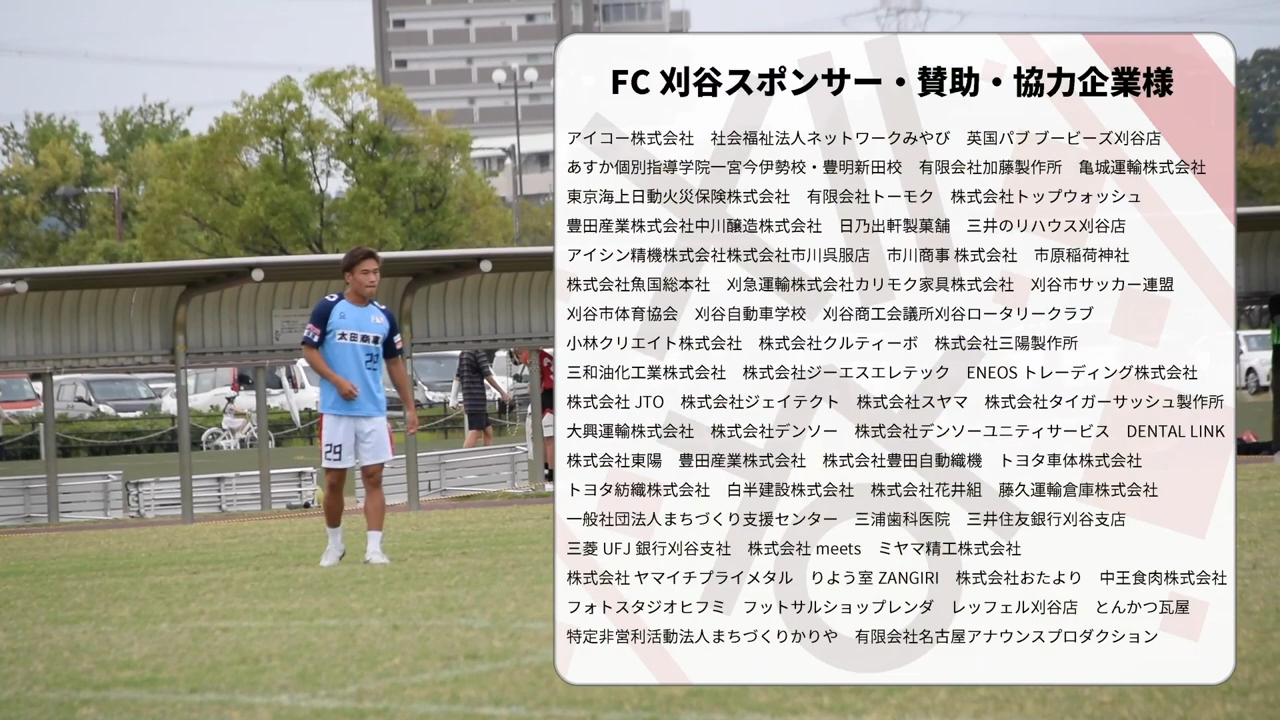 FC 刈谷スポンサー・賛助・協力企業様
アイコー株式会社　社会福祉法人ネットワークみやび　英国パブ ブービーズ刈谷店
あすか個別指導学院一宮今伊勢校・豊明新田校　有限会社加藤製作所　亀城運輸株式会社
東京海上日動火災保険株式会社　有限会社トーモク　株式会社トップウォッシュ
豊田産業株式会社中川醸造株式会社　日乃出軒製菓舗　三井のリハウス刈谷店
アイシン精機株式会社株式会社市川呉服店　市川商事 株式会社　市原稲荷神社
株式会社魚国総本社　刈急運輸株式会社カリモク家具株式会社　刈谷市サッカー連盟
刈谷市体育協会　刈谷自動車学校　刈谷商工会議所刈谷ロータリークラブ
小林クリエイト株式会社　株式会社クルティーボ　株式会社三陽製作所
三和油化工業株式会社　株式会社ジーエスエレテック　ENEOS トレーディング株式会社
株式会社 JTO　株式会社ジェイテクト　株式会社スヤマ　株式会社タイガーサッシュ製作所
大興運輸株式会社　株式会社デンソー　株式会社デンソーユニティサービス　DENTAL LINK
株式会社東陽　豊田産業株式会社　株式会社豊田自動織機　トヨタ車体株式会社
トヨタ紡織株式会社　白半建設株式会社　株式会社花井組　藤久運輸倉庫株式会社
一般社団法人まちづくり支援センター　三浦歯科医院　三井住友銀行刈谷支店
三菱 UFJ 銀行刈谷支社　株式会社 meets　ミヤマ精工株式会社
株式会社 ヤマイチプライメタル　りよう室 ZANGIRI　株式会社おたより　中王食肉株式会社
フォトスタジオヒフミ　フットサルショップレンダ　レッフェル刈谷店　とんかつ瓦屋
特定非営利活動法人まちづくりかりや　有限会社名古屋アナウンスプロダクション
太田商事
29
29